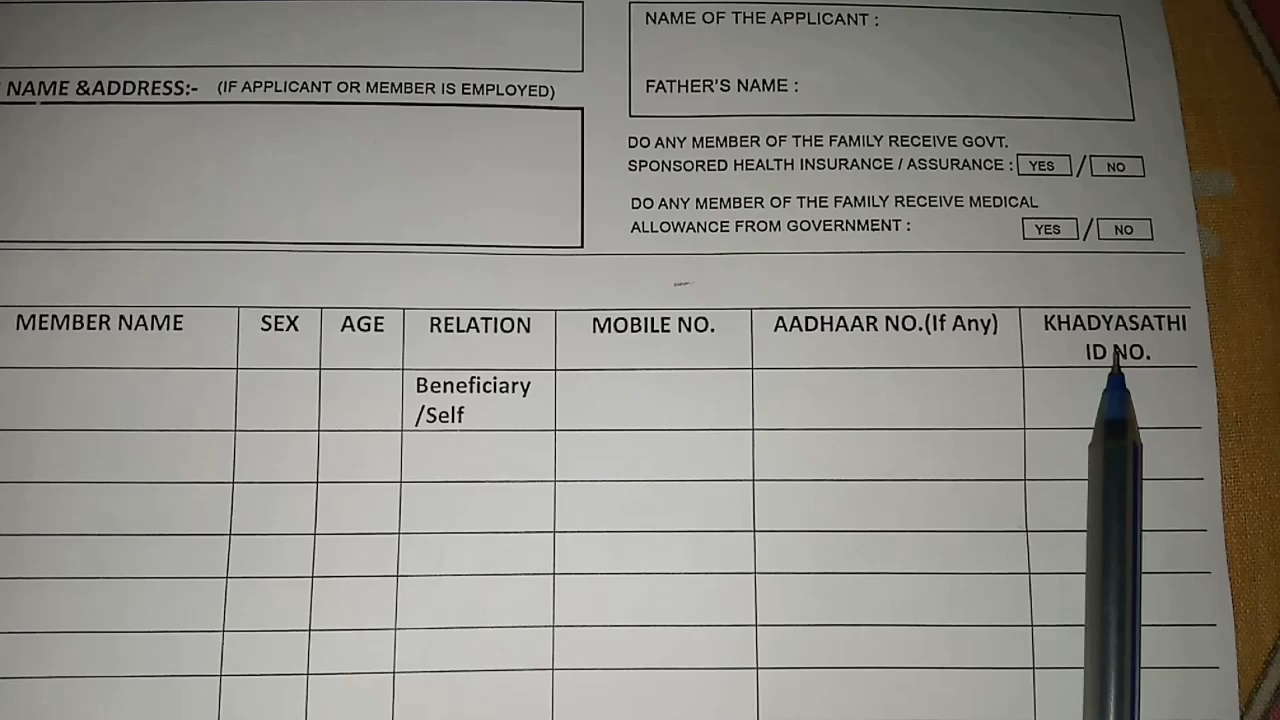 NAME OF THE APPLICANT :
FATHER'S NAME :
NAME &ADDRESS:- (IF APPLICANT OR MEMBER IS EMPLOYED)
DO ANY MEMBER OF THE FAMILY RECEIVE GOVT.
SPONSORED HEALTH INSURANCE / ASSURANCE : YES / NO
DO ANY MEMBER OF THE FAMILY RECEIVE MEDICAL
ALLOWANCE FROM GOVERNMENT : YES / NO
MEMBER NAME SEX AGE RELATION MOBILE NO. AADHAAR NO.(If Any) KHADYASATHI
ID NO.
Beneficiary
/Self